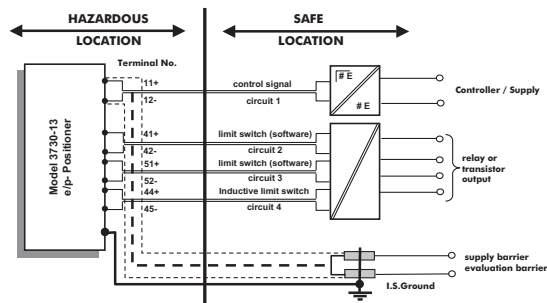 HAZARDOUS
LOCATION
SAFE
LOCATION
Terminal No.
Model 3730-13
e/p- Positioner
11+
12-
41+
42-
51+
52-
44+
45-
control signal
circuit 1
limit switch (software)
circuit 2
limit switch (software)
circuit 3
Inductive limit switch
circuit 4
# E
# E
Controller / Supply
relay or
transistor
output
supply barrier
evaluation barrier
I.S.Ground